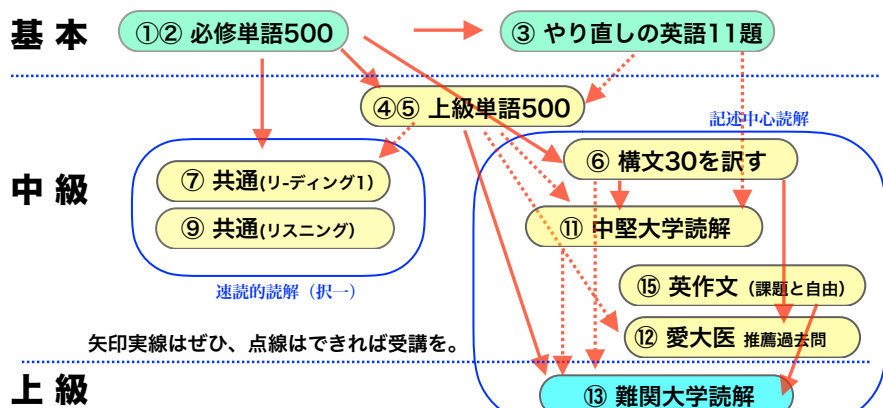 基本
①② 必修単語500
③ やり直しの英語11題
④⑤ 上級単語500
記述中心読解
中級
⑥ 構文30を訳す
⑦ 共通(リ-ディング1)
⑨ 共通(リスニング)
⑪ 中堅大学読解
速読的読解（択一）
⑮ 英作文（課題と自由）
⑫ 愛大医 推薦過去問
矢印実線はぜひ、点線はできれば受講を。
上級
⑬ 難関大学読解